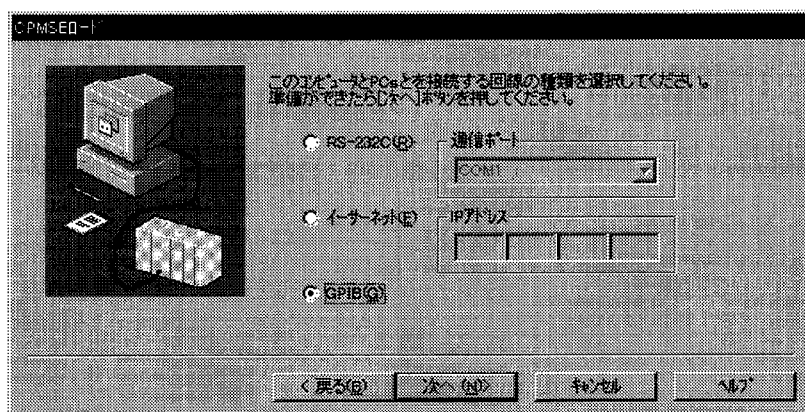 CPMSEロード
このコンピュータとPCsとを接続する回線の種類を選択してください。
準備ができたら[次へ]ボタンを押してください。
RS-232C(R)
通信ポート
COM1
イーサーネット(E)
IPアドレス
GPIB(G)
< 戻る(B)
次へ(N)>
キャンセル
ヘルプ